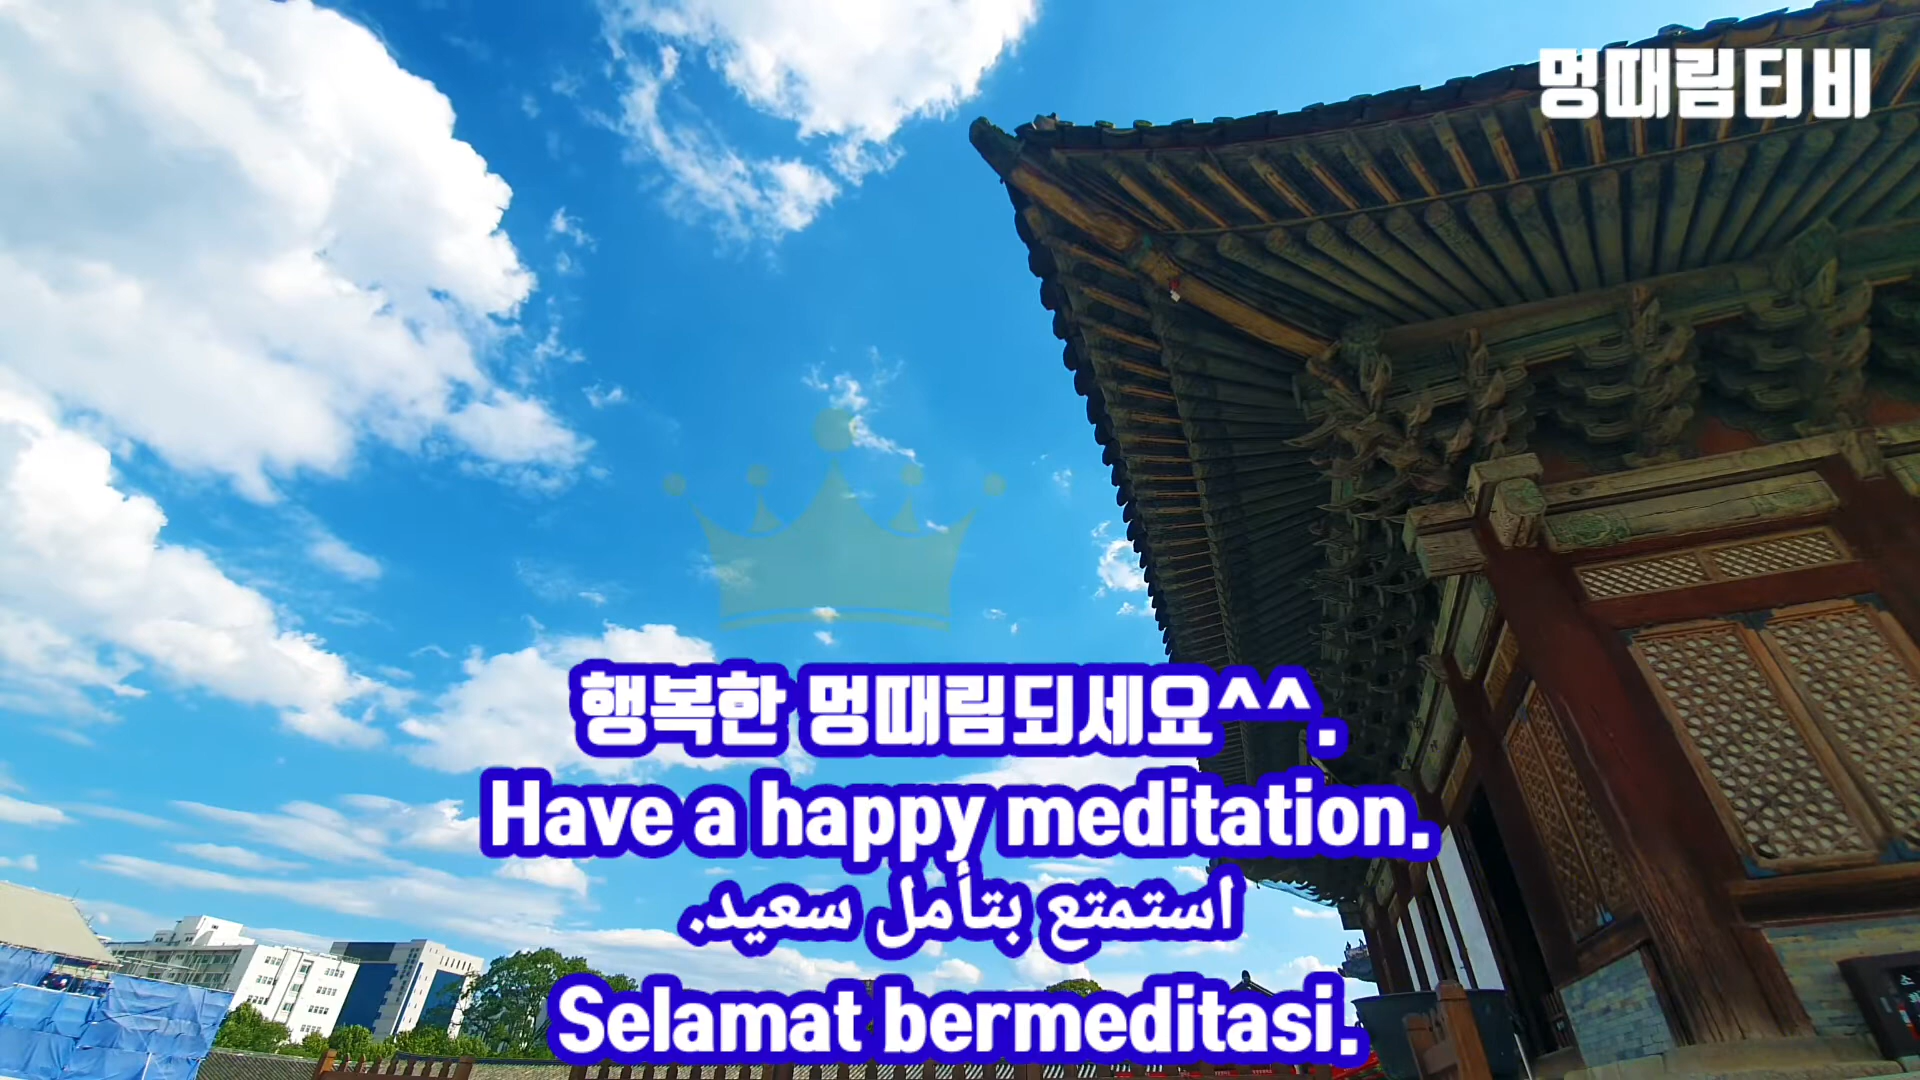 멍때림티비
행복한 멍때림되세요^^.
Have a happy meditation.
استمتع بتأمل سعيد.
Selamat bermeditasi.